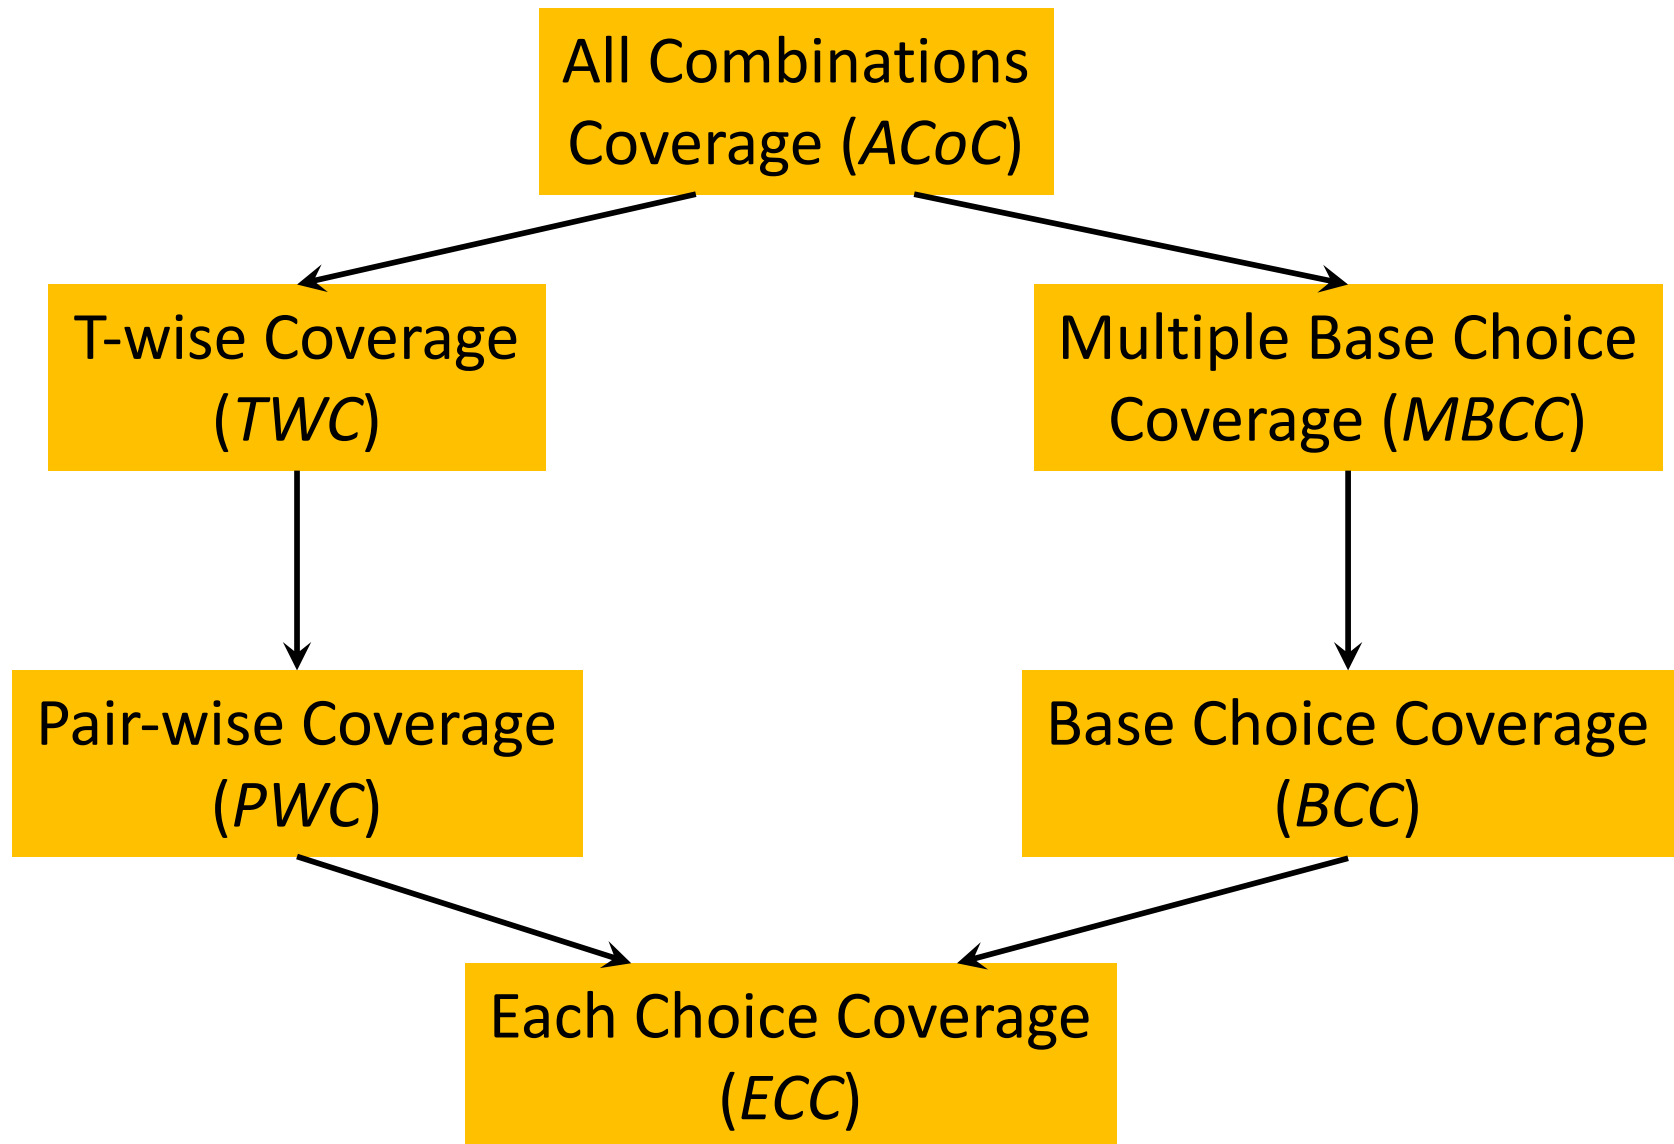 All Combinations
Coverage (ACoC)
T-wise Coverage
(TWC)
Multiple Base Choice
Coverage (MBCC)
Pair-wise Coverage
(PWC)
Base Choice Coverage
(BCC)
Each Choice Coverage
(ECC)